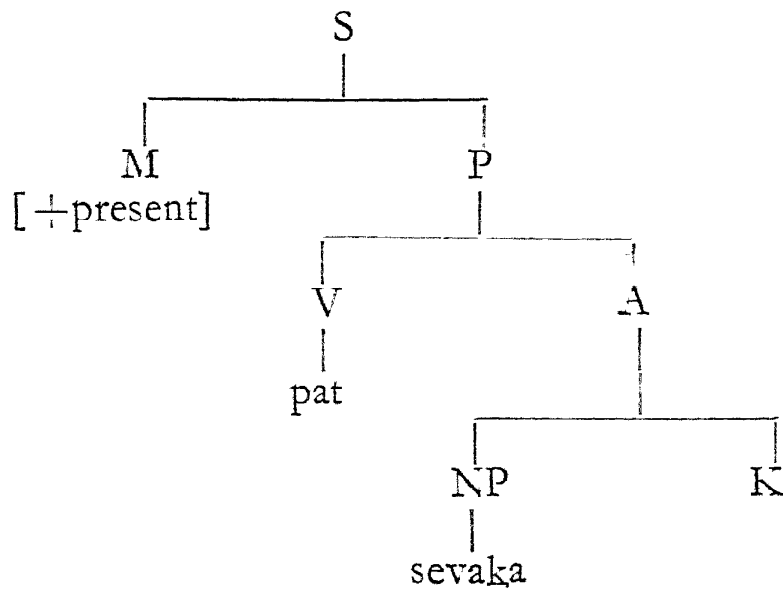 S
M P
[+present]
V A
pat
NP K
sevaka